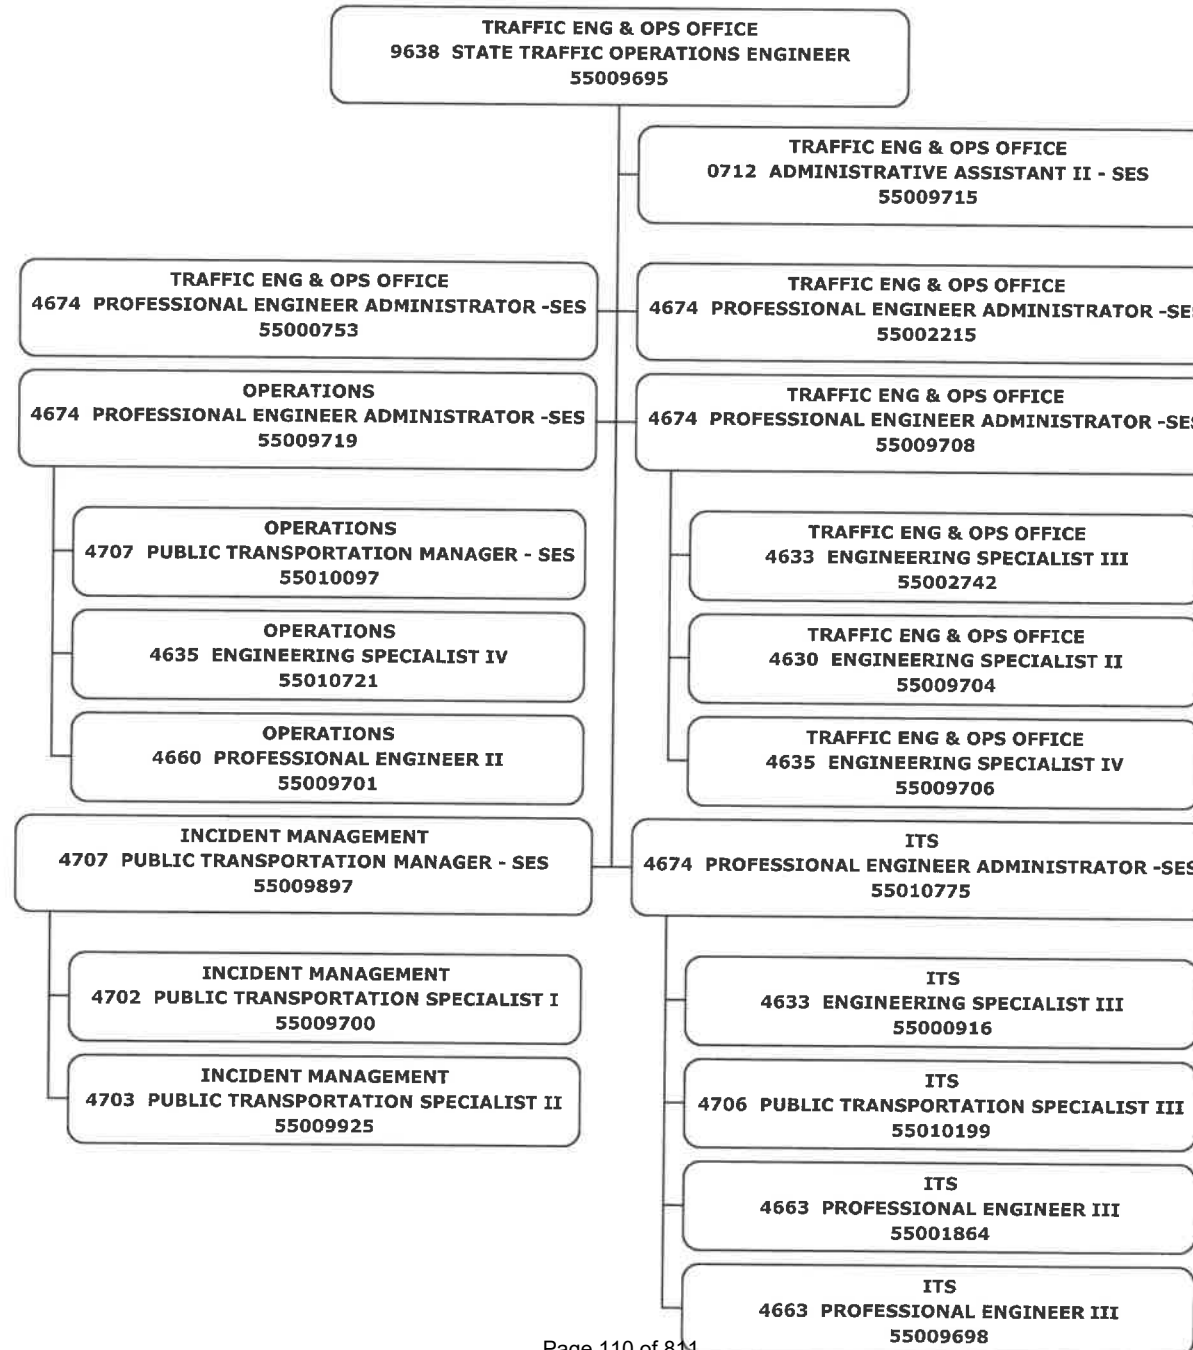 TRAFFIC ENG & OPS OFFICE
9638 STATE TRAFFIC OPERATIONS ENGINEER
55009695
TRAFFIC ENG & OPS OFFICE
0712 ADMINISTRATIVE ASSISTANT II - SES
55009715
TRAFFIC ENG & OPS OFFICE
4674 PROFESSIONAL ENGINEER ADMINISTRATOR -SES
55000753
TRAFFIC ENG & OPS OFFICE
4674 PROFESSIONAL ENGINEER ADMINISTRATOR -SES
55002215
OPERATIONS
4674 PROFESSIONAL ENGINEER ADMINISTRATOR -SES
55009719
TRAFFIC ENG & OPS OFFICE
4674 PROFESSIONAL ENGINEER ADMINISTRATOR -SES
55009708
OPERATIONS
4707 PUBLIC TRANSPORTATION MANAGER - SES
55010097
OPERATIONS
4635 ENGINEERING SPECIALIST IV
55010721
OPERATIONS
4660 PROFESSIONAL ENGINEER II
55009701
TRAFFIC ENG & OPS OFFICE
4633 ENGINEERING SPECIALIST III
55002742
TRAFFIC ENG & OPS OFFICE
4630 ENGINEERING SPECIALIST II
55009704
TRAFFIC ENG & OPS OFFICE
4635 ENGINEERING SPECIALIST IV
55009706
INCIDENT MANAGEMENT
4707 PUBLIC TRANSPORTATION MANAGER - SES
55009897
ITS
4674 PROFESSIONAL ENGINEER ADMINISTRATOR -SES
55010775
INCIDENT MANAGEMENT
4702 PUBLIC TRANSPORTATION SPECIALIST I
55009700
INCIDENT MANAGEMENT
4703 PUBLIC TRANSPORTATION SPECIALIST II
55009925
ITS
4633 ENGINEERING SPECIALIST III
55000916
ITS
4706 PUBLIC TRANSPORTATION SPECIALIST III
55010199
ITS
4663 PROFESSIONAL ENGINEER III
55001864
ITS
4663 PROFESSIONAL ENGINEER III
55009698
Page 110 of 811